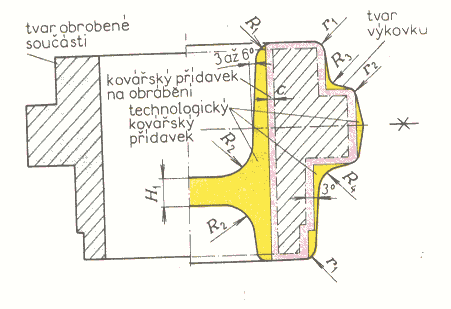 tvar obrobené
součásti
R₁
r₁
tvar
výkovku
3 až 6°
R₃
r₂
kovářský přídavek
na obrábění
c
technologický
kovářský
přídavek
R₂
H₁
R₂
3°
R₄
r₁